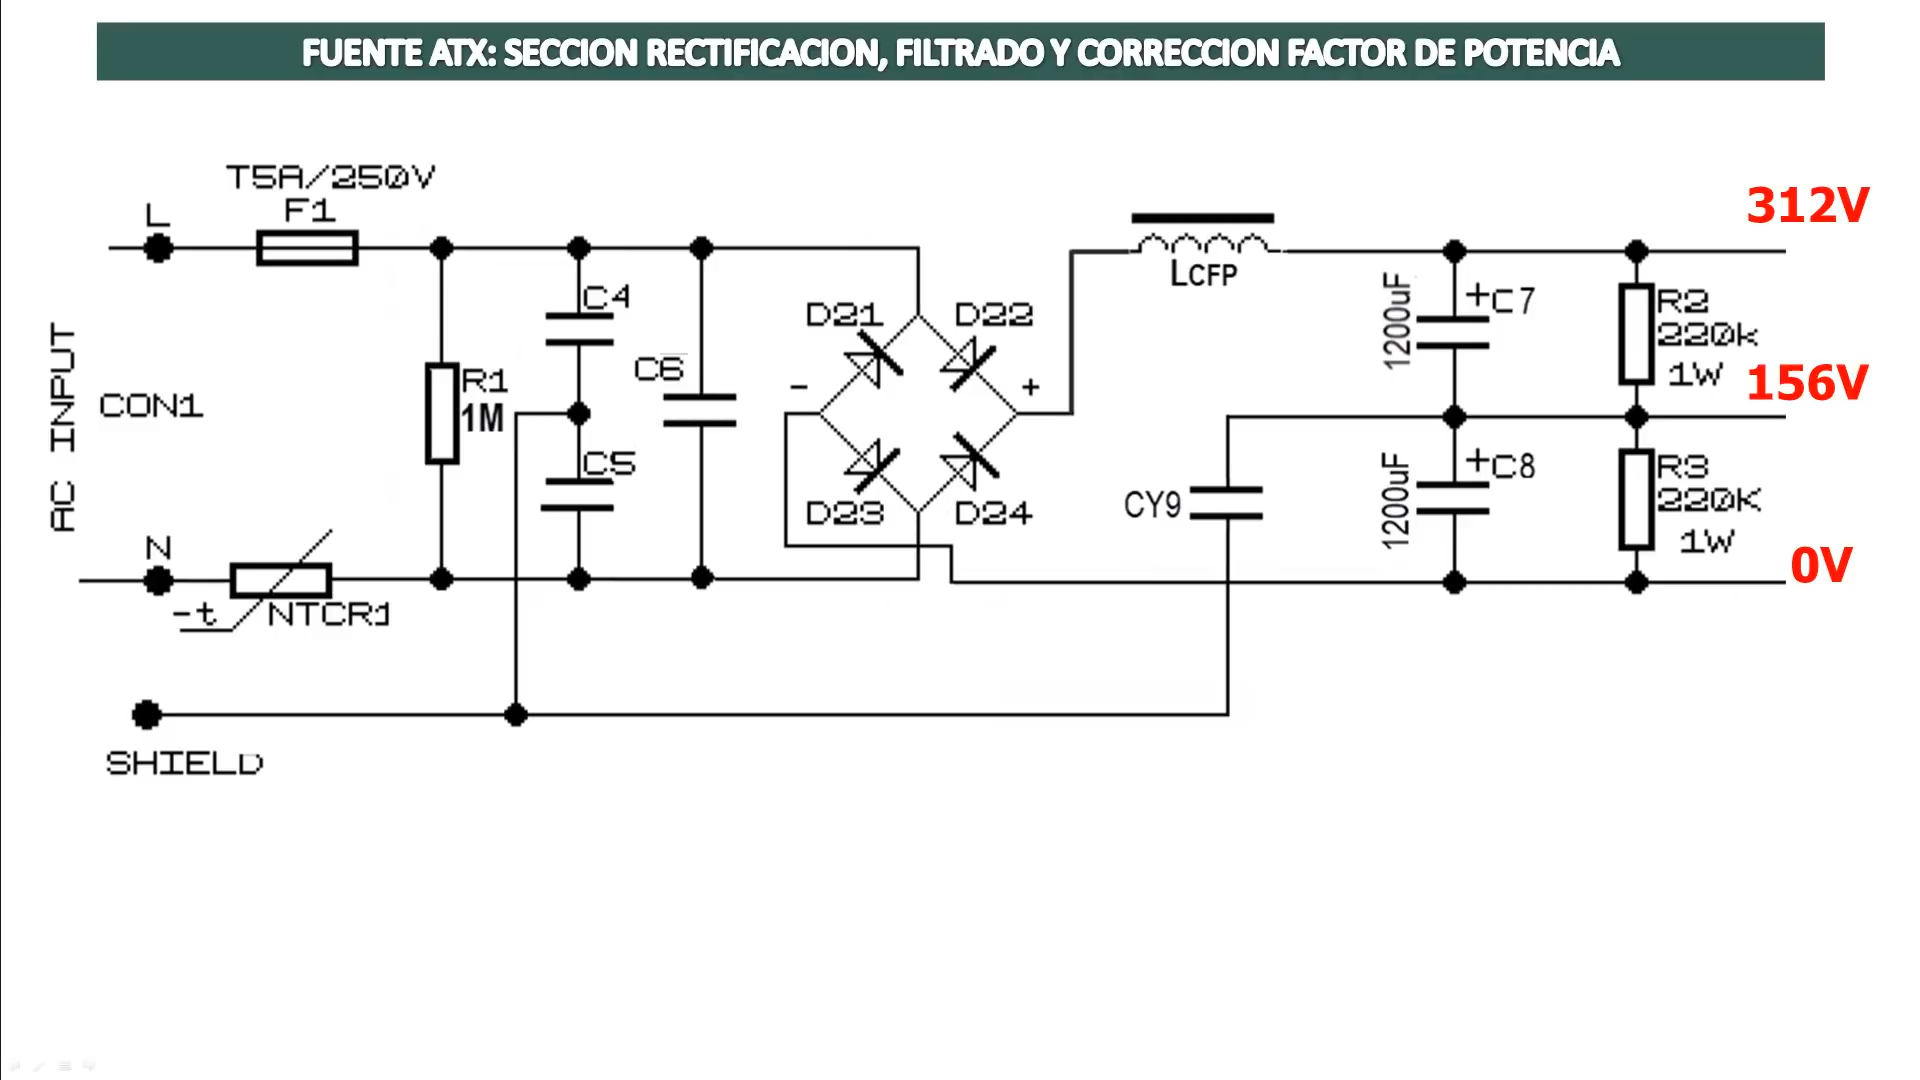 FUENTE ATX: SECCION RECTIFICACION, FILTRADO Y CORRECCION FACTOR DE POTENCIA
T5A/250V
F1
L
312V
LCFP
C4
D21
D22
1200uF
+C7
R2
220k
1W
156V
AC INPUT
CON1
R1
1M
C6
-
+
C5
D23
D24
CY9
1200uF
+C8
R3
220K
1W
0V
N
-t
NTCR1
SHIELD